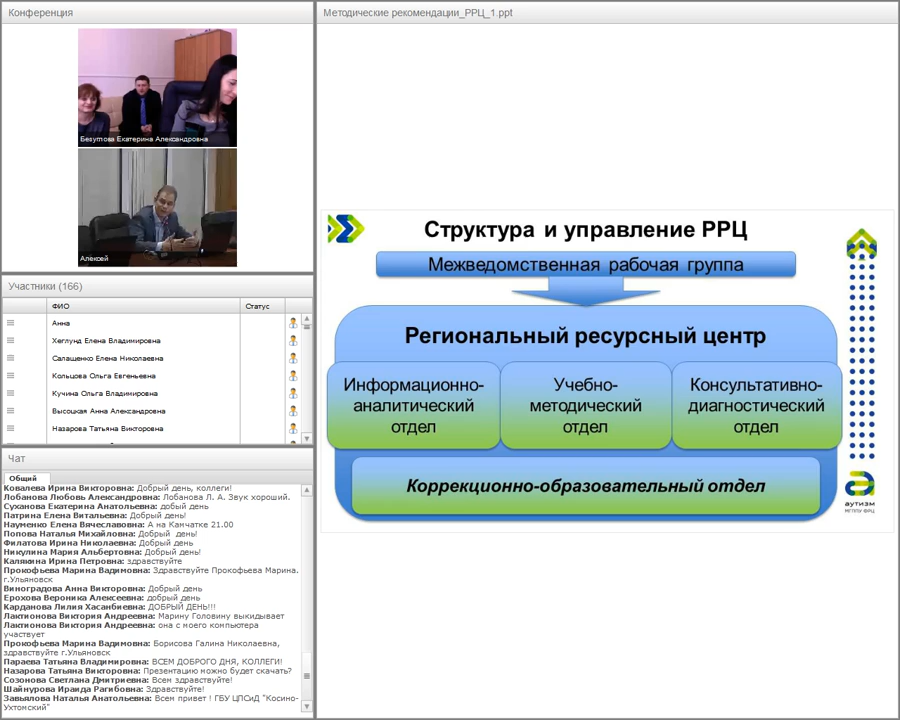 Конференция
Безуглова Екатерина Александровна
Алексей
Участники (166)
ФИО
Статус
Анна
Хеглунд Елена Владимировна
Салащенко Елена Николаевна
Кольцова Ольга Евгеньевна
Кучина Ольга Владимировна
Высоцкая Анна Александровна
Назарова Татьяна Викторовна
Чат
Общий
Ковалева Ирина Викторовна: Добрый день, коллеги!
Лобанова Любовь Александровна: Лобанова Л. А. Звук хороший.
Суханова Екатерина Анатольевна: добый день
Патрина Елена Витальевна: Добрый день!
Науменко Елена Вячеславовна: А на Камчатке 21.00
Попова Наталья Михайловна: Добрый день!
Филатова Ирина Николаевна: Добрый день
Никулина Мария Альбертовна: Добрый день!
Калякина Ирина Петровна: здравствуйте
Прокофьева Марина Вадимовна: Здравствуйте Прокофьева Марина.
г.Ульяновск
Виноградова Анна Викторовна: Добрый день
Ерохова Вероника Алексеевна: добрый день
Карданова Лилия Хасанбиевна: ДОБРЫЙ ДЕНЬ!!!
Лактионова Виктория Андреевна: Марину Головину выкидывает
Лактионова Виктория Андреевна: она с моего компьютера
участвует
Прокофьева Марина Вадимовна: Борисова Галина Николаевна,
здравствуйте г.Ульяновск
Параева Татьяна Владимировна: ВСЕМ ДОБРОГО ДНЯ, КОЛЛЕГИ!
Назарова Татьяна Викторовна: Презентацию можно будет скачать?
Созонова Светлана Дмитриевна: Всем здравствуйте!
Шайнурова Ираида Рагибовна: Здравствуйте!
Завьялова Наталья Анатольевна: Всем привет ! ГБУ ЦПСиД "Косино-
Ухтомский"
Методические рекомендации_РРЦ_1.ppt
Структура и управление РРЦ
Межведомственная рабочая группа
Региональный ресурсный центр
Информационно-
аналитический
отдел
Учебно-
методический
отдел
Консультативно-
диагностический
отдел
Коррекционно-образовательный отдел
аутизм
МГППУ ФРЦ